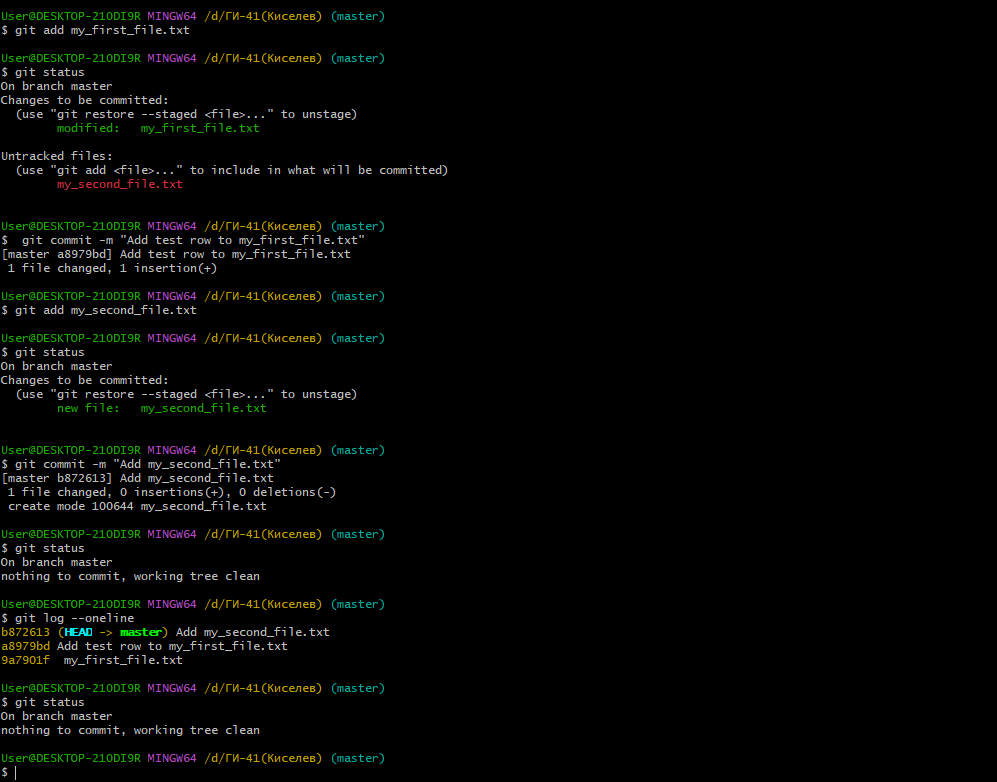 User@DESKTOP-21ODI9R MINGW64 /d/ГИ-41(Киселев) (master)
$ git add my_first_file.txt
User@DESKTOP-21ODI9R MINGW64 /d/ГИ-41(Киселев) (master)
$ git status
On branch master
Changes to be committed:
  (use "git restore --staged <file>..." to unstage)
        modified:   my_first_file.txt
Untracked files:
  (use "git add <file>..." to include in what will be committed)
        my_second_file.txt
User@DESKTOP-21ODI9R MINGW64 /d/ГИ-41(Киселев) (master)
$  git commit -m "Add test row to my_first_file.txt"
[master a8979bd] Add test row to my_first_file.txt
 1 file changed, 1 insertion(+)
User@DESKTOP-21ODI9R MINGW64 /d/ГИ-41(Киселев) (master)
$ git add my_second_file.txt
User@DESKTOP-21ODI9R MINGW64 /d/ГИ-41(Киселев) (master)
$ git status
On branch master
Changes to be committed:
  (use "git restore --staged <file>..." to unstage)
        new file:   my_second_file.txt
User@DESKTOP-21ODI9R MINGW64 /d/ГИ-41(Киселев) (master)
$ git commit -m "Add my_second_file.txt"
[master b872613] Add my_second_file.txt
 1 file changed, 0 insertions(+), 0 deletions(-)
 create mode 100644 my_second_file.txt
User@DESKTOP-21ODI9R MINGW64 /d/ГИ-41(Киселев) (master)
$ git status
On branch master
nothing to commit, working tree clean
User@DESKTOP-21ODI9R MINGW64 /d/ГИ-41(Киселев) (master)
$ git log --oneline
b872613 (HEAD -> master) Add my_second_file.txt
a8979bd Add test row to my_first_file.txt
9a7901f  my_first_file.txt
User@DESKTOP-21ODI9R MINGW64 /d/ГИ-41(Киселев) (master)
$ git status
On branch master
nothing to commit, working tree clean
User@DESKTOP-21ODI9R MINGW64 /d/ГИ-41(Киселев) (master)
$